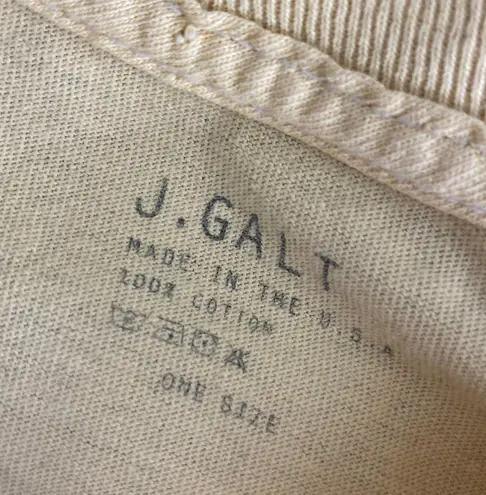 J.GALT
MADE IN THE U.S.A
100% COTTON
ONE SIZE